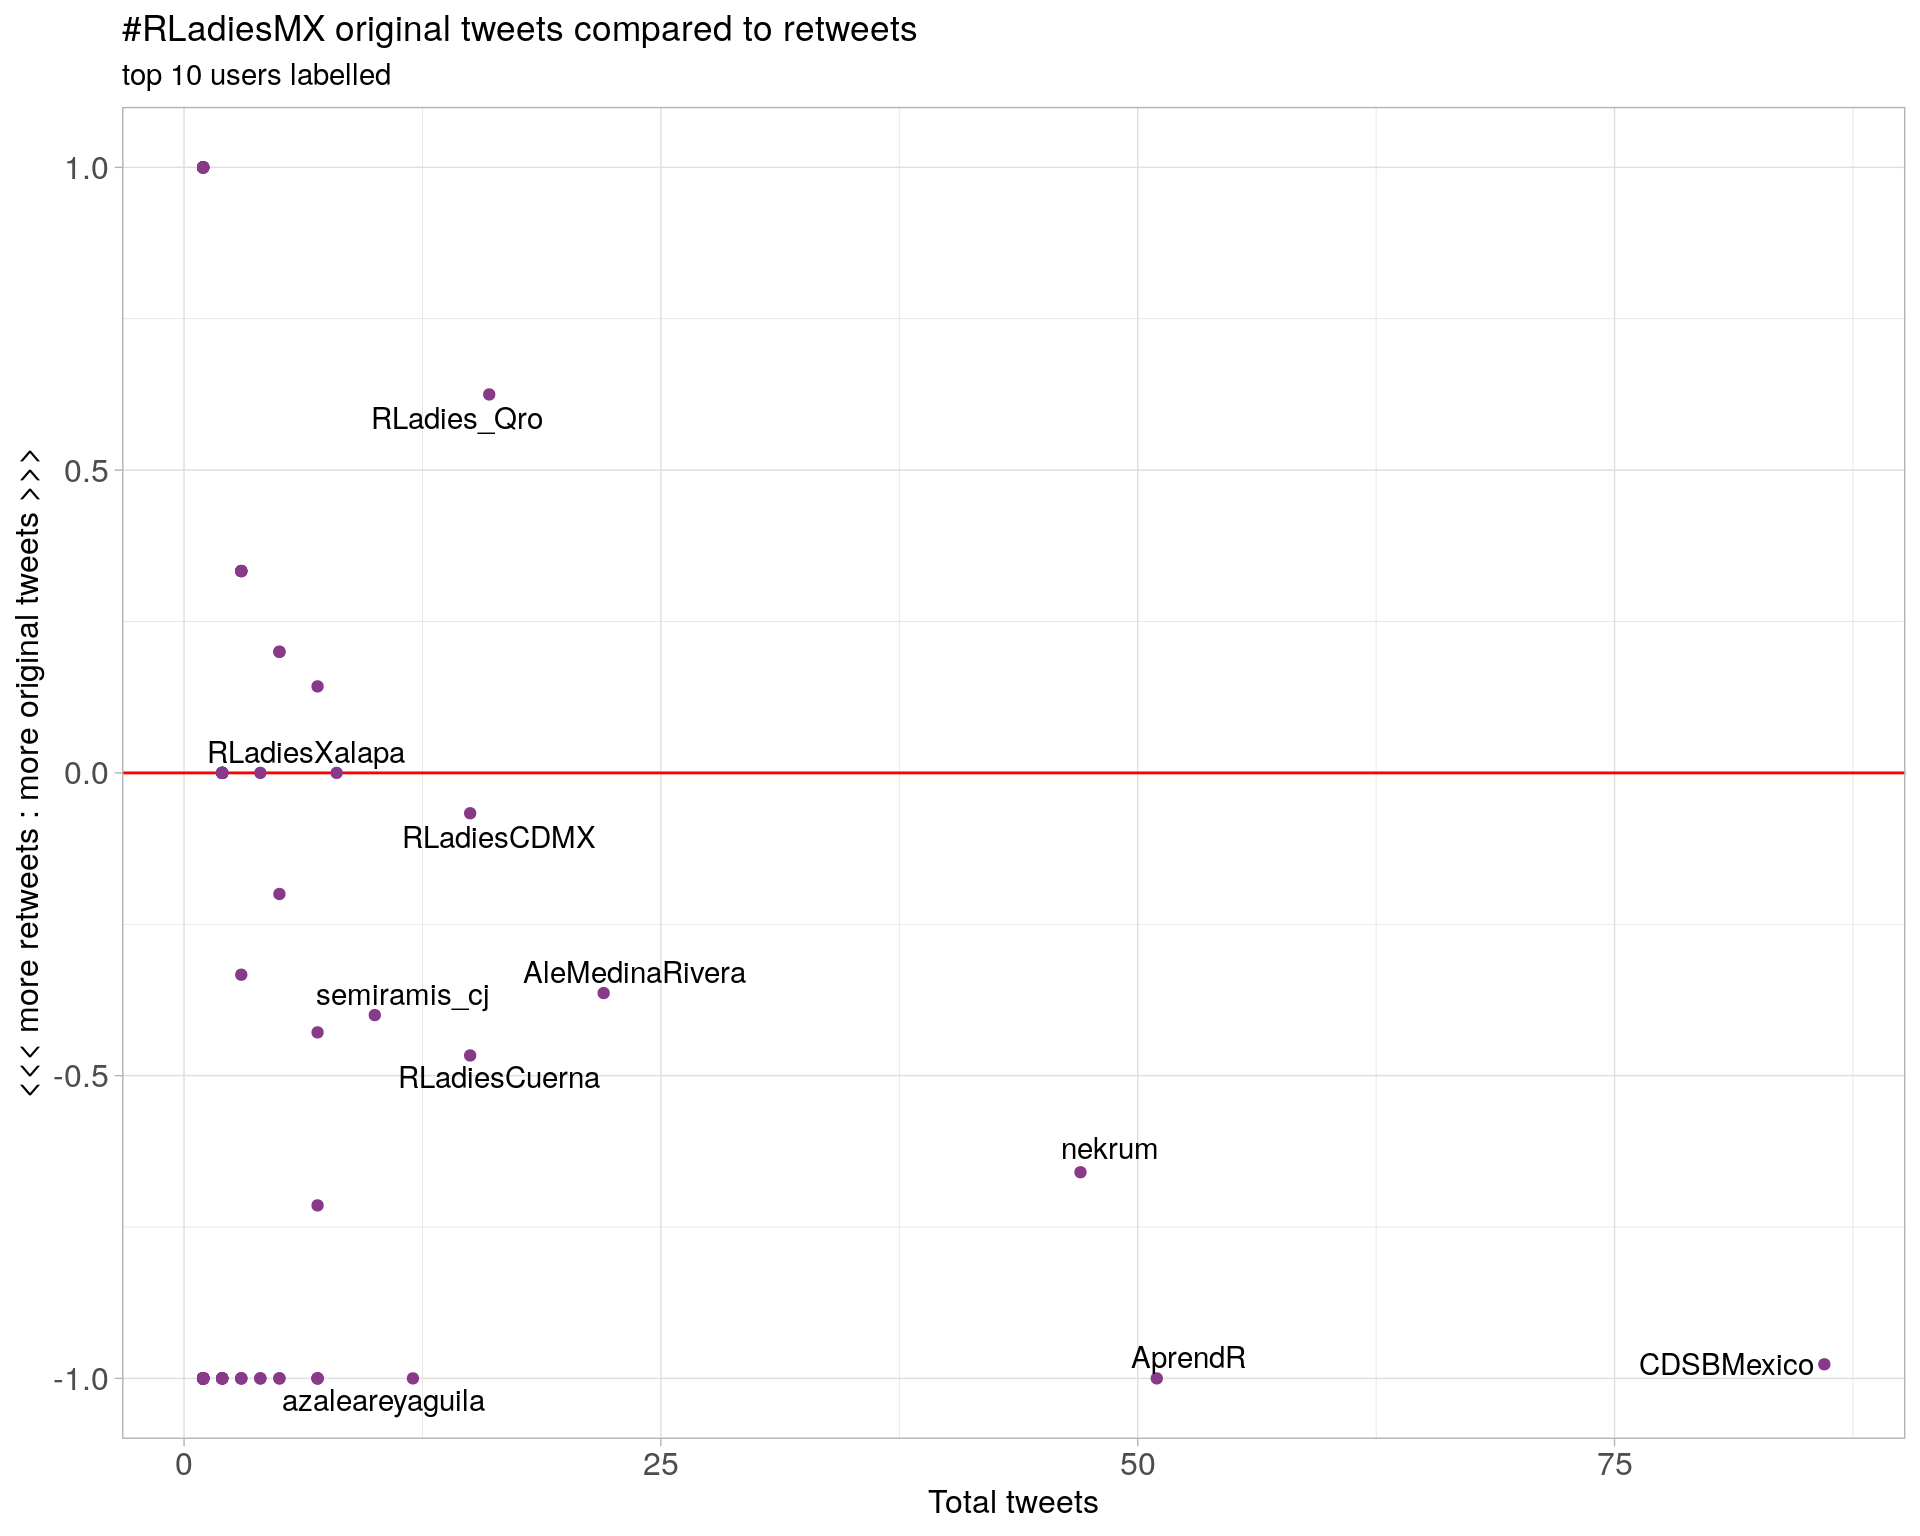 #RLadiesMX original tweets compared to retweets
top 10 users labelled
<<< more retweets : more original tweets >>>
1.0
0.5
0.0
-0.5
-1.0
RLadies_Qro
RLadiesXalapa
RLadiesCDMX
AleMedinaRivera
semiramis_cj
RLadiesCuerna
nekrum
AprendR
CDSBMexico
azaleareyaguila
0
25
50
75
Total tweets